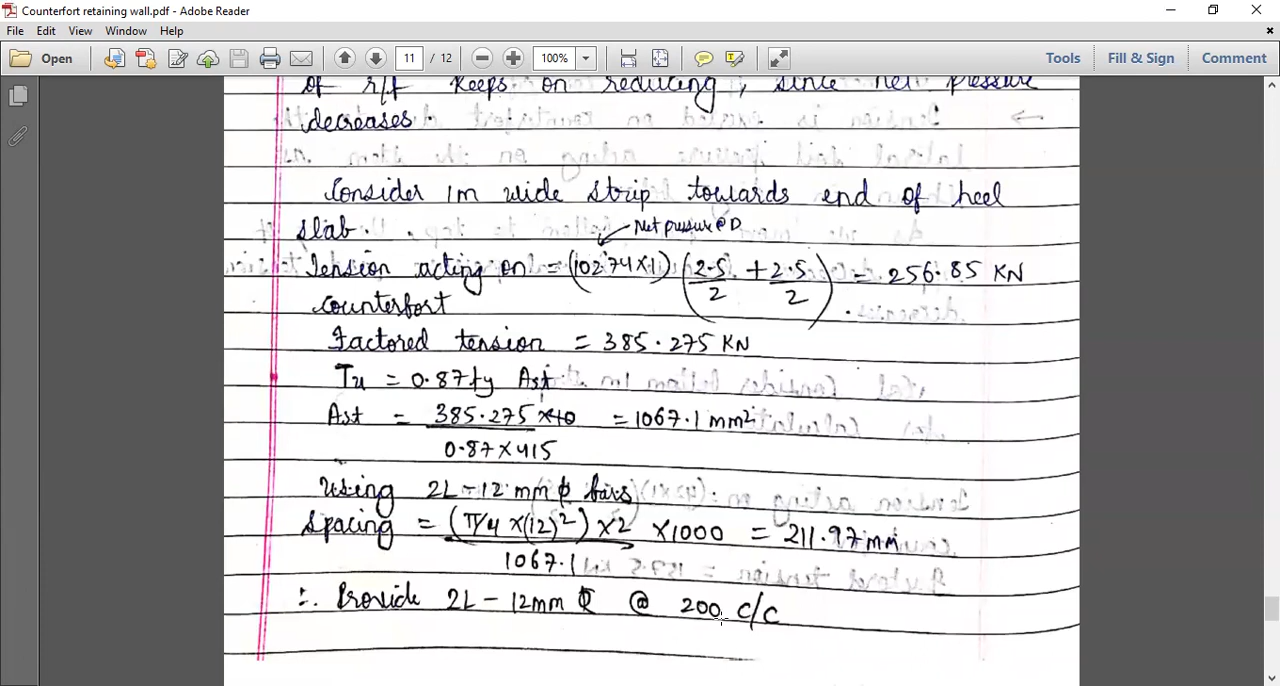 Counterfort retaining wall.pdf - Adobe Reader
File Edit View Window Help
Open 11 / 12 100% Tools Fill & Sign Comment
of r/f keeps on reducing, since net pressure
decreases.
Consider 1m wide strip towards end of heel
slab.
Net pressure @ D
Tension acting on = (102.74×1) (2.5/2 + 2.5/2) = 256.85 KN
counterfort
Factored tension = 385.275 KN
Tu = 0.87fy Ast
Ast = 385.275 ×10 = 1067.1 mm²
0.87×415
Using 2L-12 mm ϕ bars
Spacing = (π/4 ×(12)²) ×2 ×1000 = 211.97mm
1067.1
∴ Provide 2L - 12mm Φ @ 200 c/c